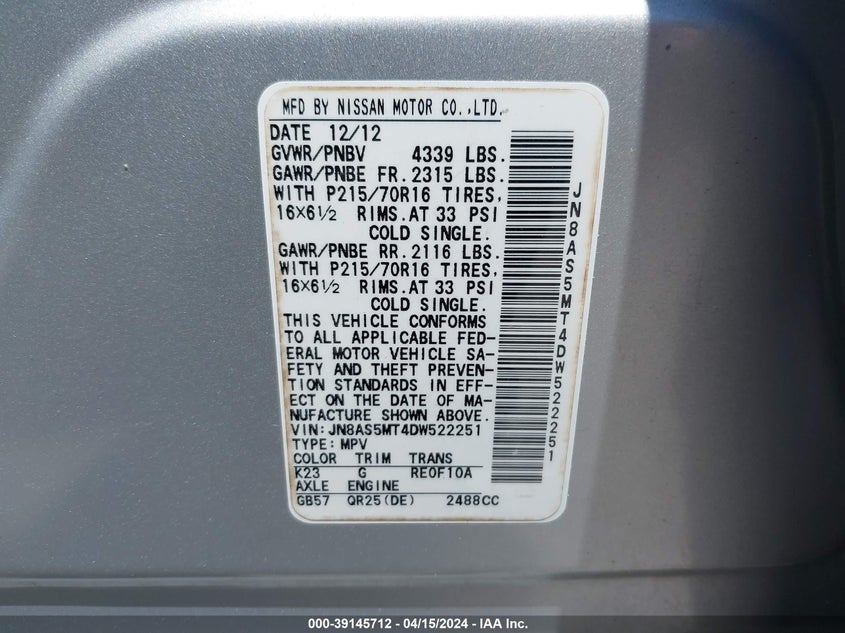 MFD BY NISSAN MOTOR CO.,LTD.
DATE 12/12
GVWR/PNBV 4339 LBS.
GAWR/PNBE FR. 2315 LBS.
WITH P215/70R16 TIRES,
16×6½ RIMS.AT 33 PSI
COLD SINGLE.
GAWR/PNBE RR. 2116 LBS.
WITH P215/70R16 TIRES,
16×6½ RIMS.AT 33 PSI
COLD SINGLE.
THIS VEHICLE CONFORMS
TO ALL APPLICABLE FED-
ERAL MOTOR VEHICLE SA-
FETY AND THEFT PREVEN-
TION STANDARDS IN EFF-
ECT ON THE DATE OF MA-
NUFACTURE SHOWN ABOVE.
VIN: JN8AS5MT4DW522251
TYPE: MPV
COLOR TRIM TRANS
K23 G RE0F10A
AXLE ENGINE
GB57 QR25(DE) 2488CC
JN8AS5MT4DW522251
000-39145712 - 04/15/2024 - IAA Inc.